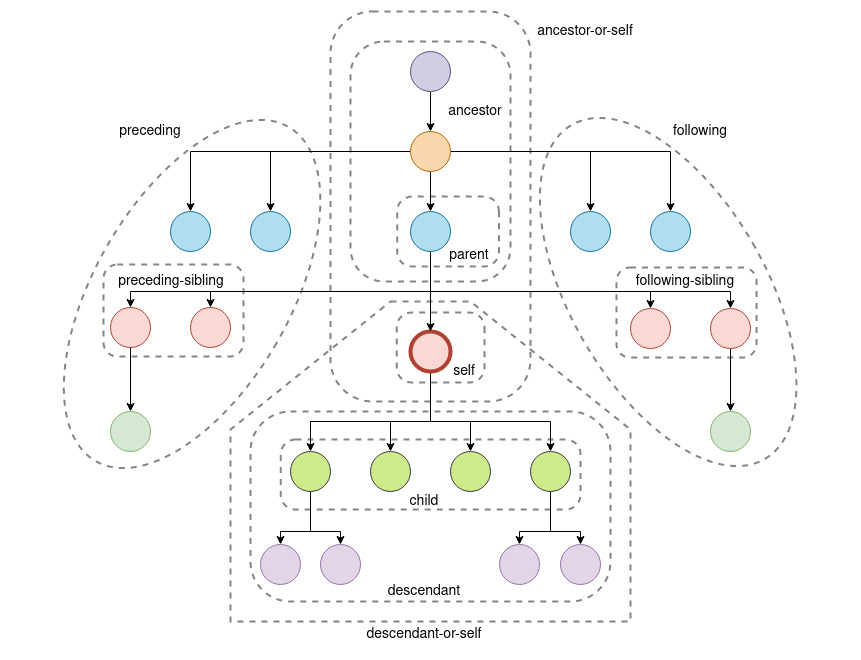 ancestor-or-self
ancestor
preceding
following
parent
preceding-sibling
following-sibling
self
child
descendant
descendant-or-self